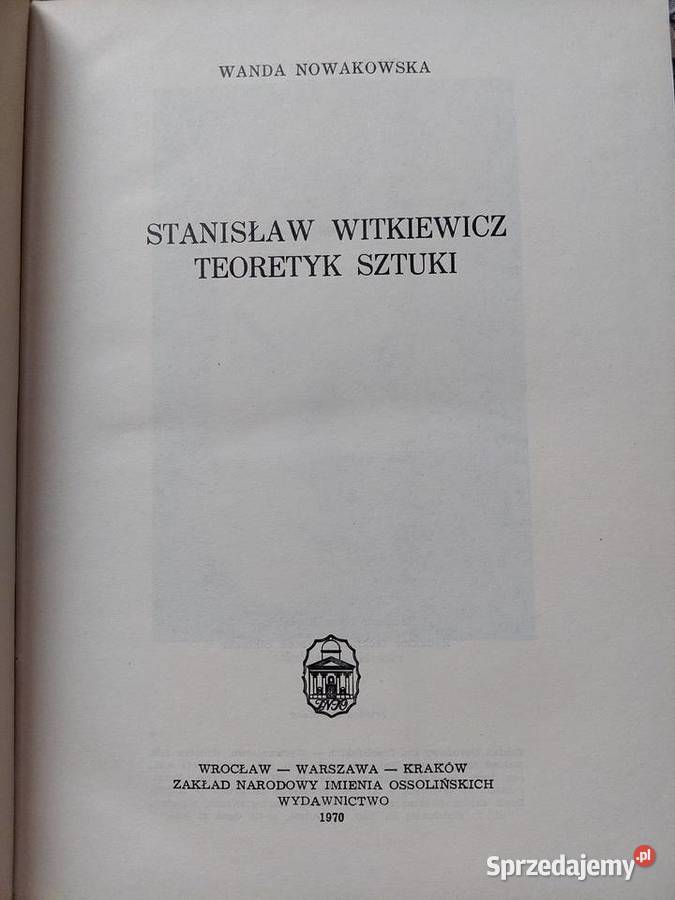 WANDA NOWAKOWSKA
STANISŁAW WITKIEWICZ
TEORETYK SZTUKI
WROCŁAW — WARSZAWA — KRAKÓW
ZAKŁAD NARODOWY IMIENIA OSSOLIŃSKICH
WYDAWNICTWO
1970
Sprzedajemy.pl